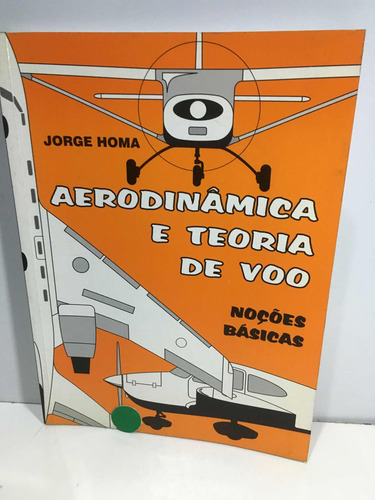 JORGE HOMA
AERODINÂMICA
E TEORIA
DE VOO
NOÇÕES
BÁSICAS